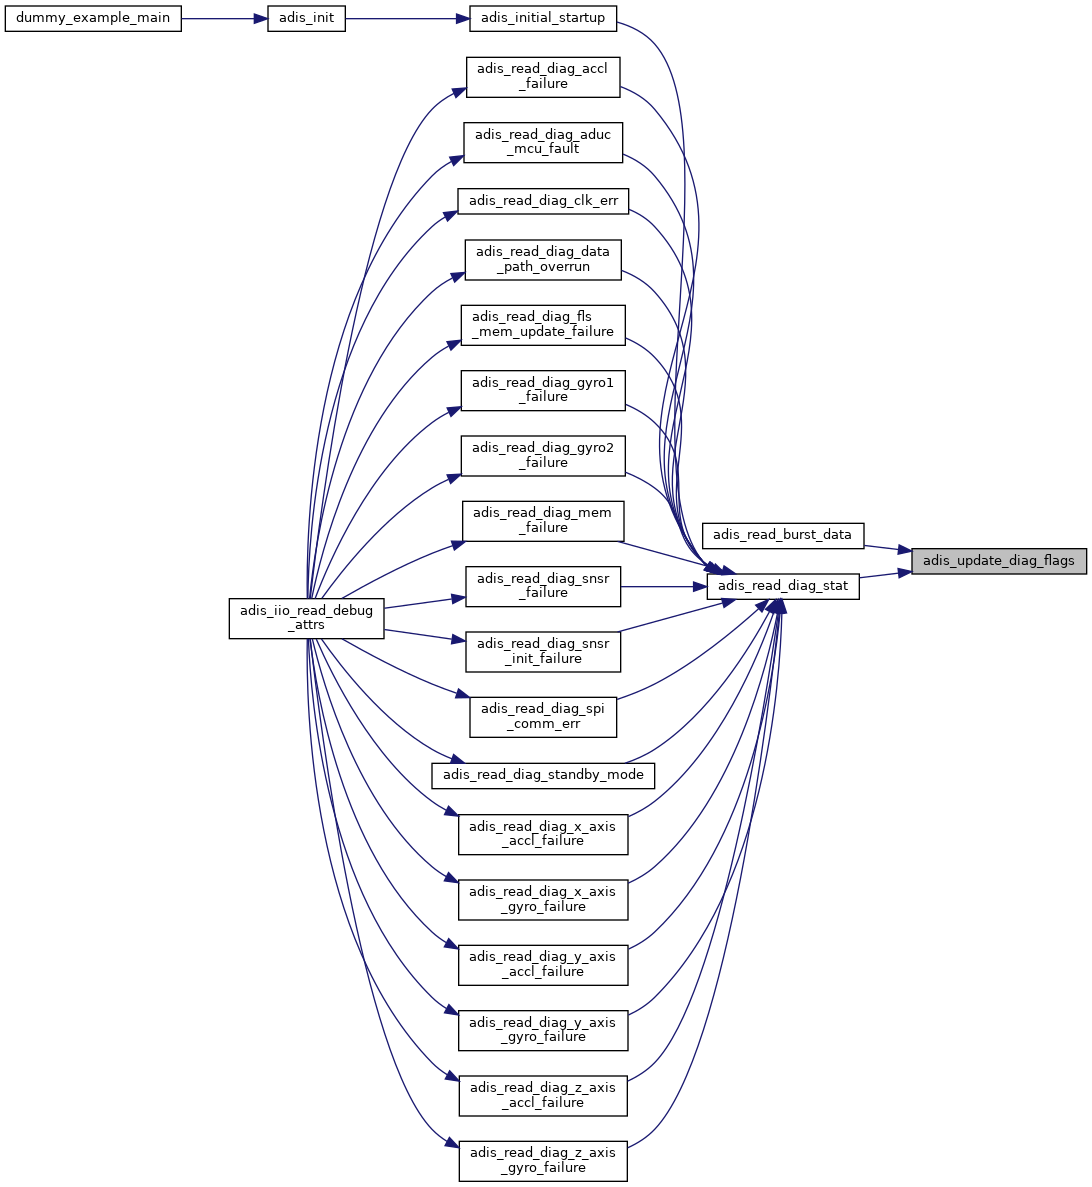 dummy_example_main
adis_init
adis_initial_startup
adis_read_diag_accl
_failure
adis_read_diag_aduc
_mcu_fault
adis_read_diag_clk_err
adis_read_diag_data
_path_overrun
adis_read_diag_fls
_mem_update_failure
adis_read_diag_gyro1
_failure
adis_read_diag_gyro2
_failure
adis_read_diag_mem
_failure
adis_read_burst_data
adis_update_diag_flags
adis_read_diag_snsr
_failure
adis_read_diag_stat
adis_iio_read_debug
_attrs
adis_read_diag_snsr
_init_failure
adis_read_diag_spi
_comm_err
adis_read_diag_standby_mode
adis_read_diag_x_axis
_accl_failure
adis_read_diag_x_axis
_gyro_failure
adis_read_diag_y_axis
_accl_failure
adis_read_diag_y_axis
_gyro_failure
adis_read_diag_z_axis
_accl_failure
adis_read_diag_z_axis
_gyro_failure